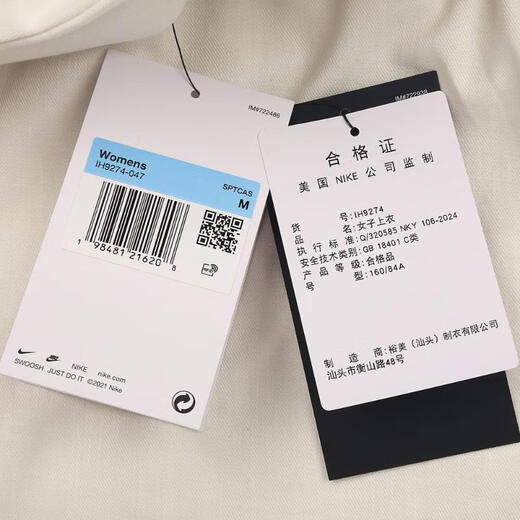 IM#722486
Womens
IH9274-047
SPTCAS
M
1 98481 21620 8
NIKE
nike.com
SWOOSH JUST DO IT ©2021 Nike
IM#722938
合格证
美国 NIKE 公司监制
货号:IH9274
品名:女子上衣
执行标准:Q/320585 NKY 106-2024
安全技术类别:GB 18401 C类
产品等级:合格品
号型:160/84A
制造商:裕美（汕头）制衣有限公司
汕头市衡山路48号